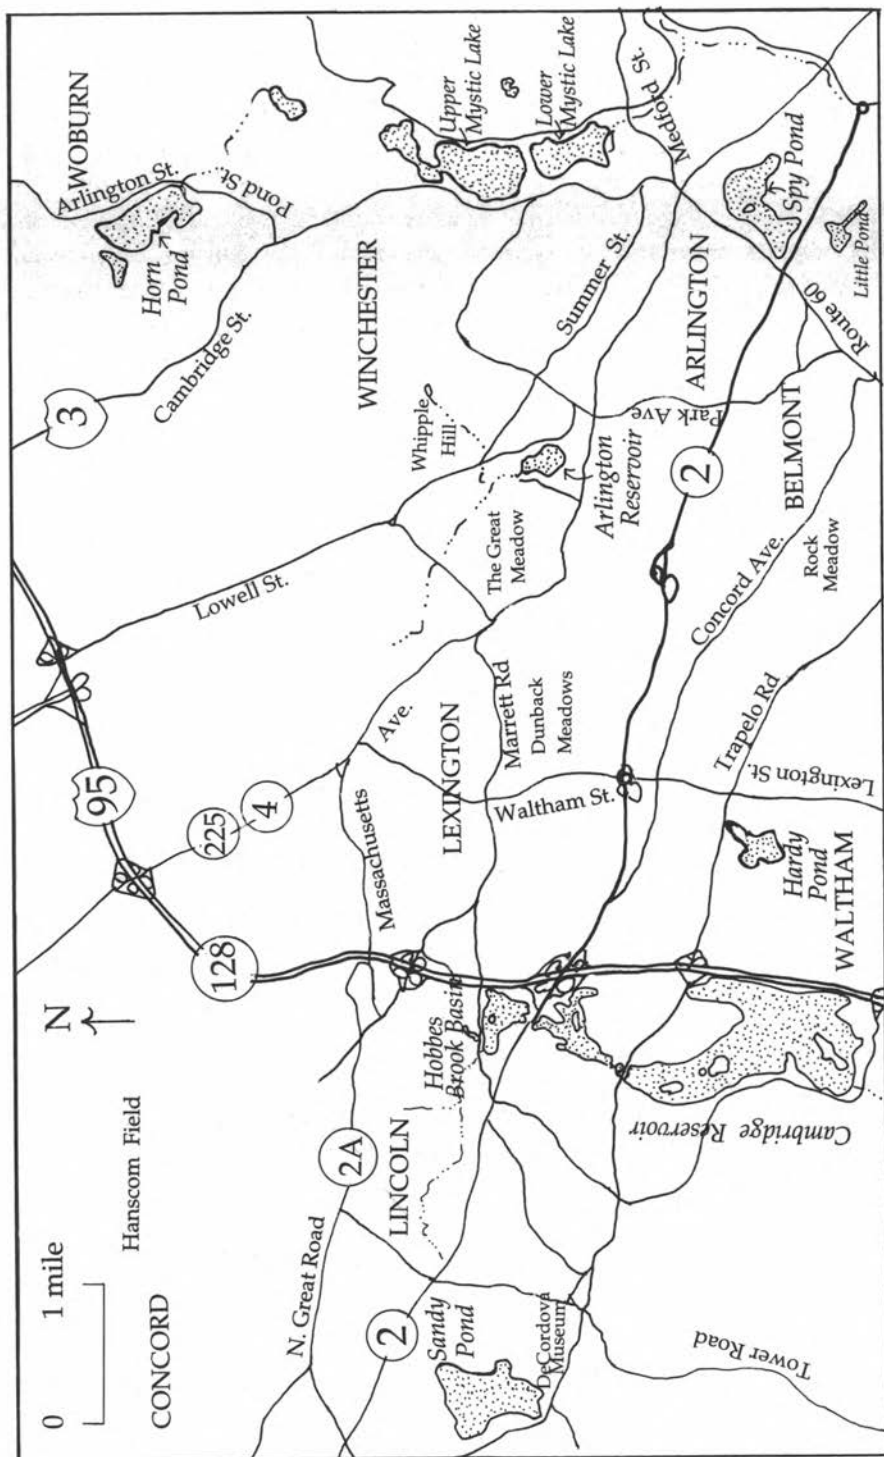 0 1 mile
CONCORD
Hanscom Field
N
128
95
225
4
3
WOBURN
Arlington St.
Horn
Pond
Pond St.
Cambridge St.
Lowell St.
N. Great Road
2A
LINCOLN
2
Sandy
Pond
DeCordova
Museum
Hobbes
Brook Basin
Massachusetts
Ave.
LEXINGTON
Marrett Rd
Dunback
Meadows
Waltham St.
The Great
Meadow
Whipple
Hill
WINCHESTER
Upper
Mystic Lake
Lower
Mystic Lake
Medford St.
Summer St.
Arlington
Reservoir
ARLINGTON
Park Ave
2
Spy Pond
Little Pond
Route 60
BELMONT
Concord Ave.
Rock
Meadow
Trapelo Rd
Lexington St.
Hardy
Pond
WALTHAM
Cambridge Reservoir
Tower Road